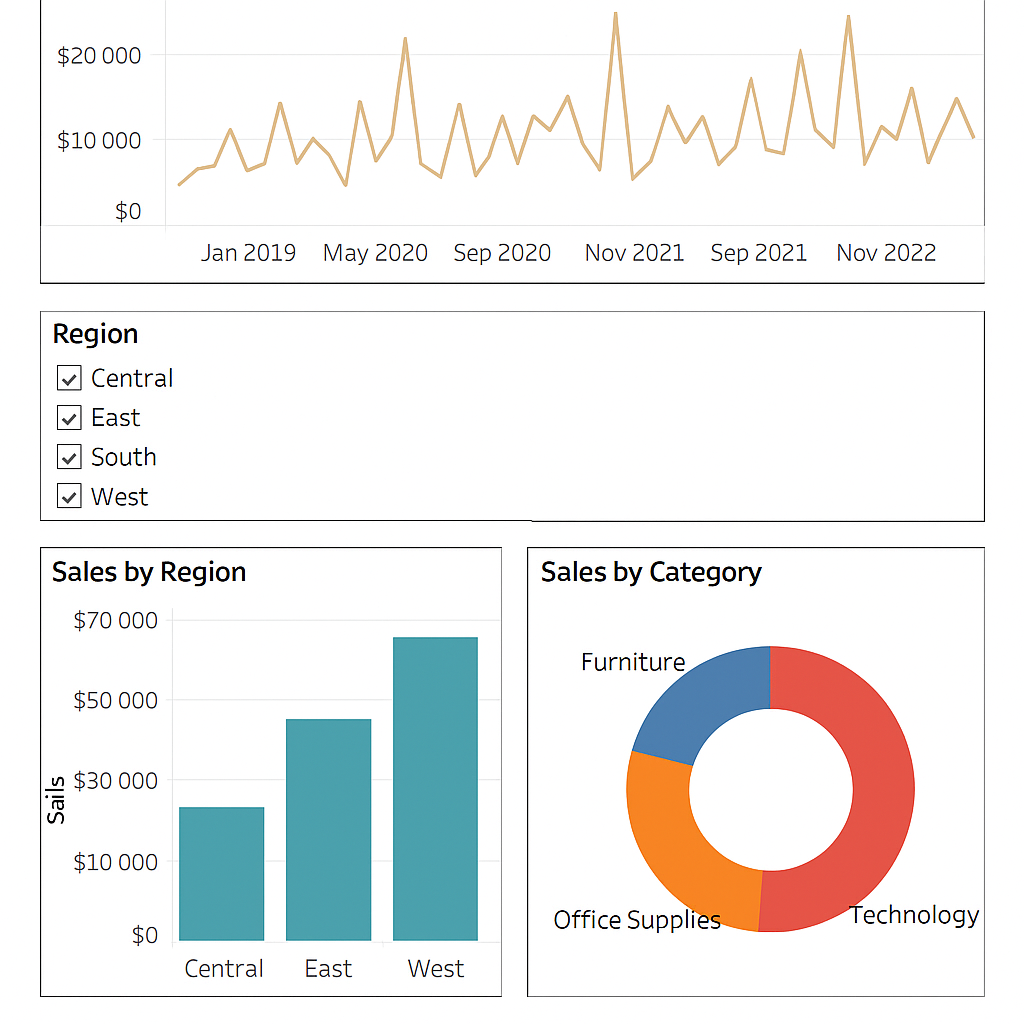 $20 000
$10 000
$0
Jan 2019 May 2020 Sep 2020 Nov 2021 Sep 2021 Nov 2022
Region
Central
East
South
West
Sales by Region
$70 000
$50 000
$30 000
$10 000
$0
Sails
Central East West
Sales by Category
Furniture
Office Supplies
Technology